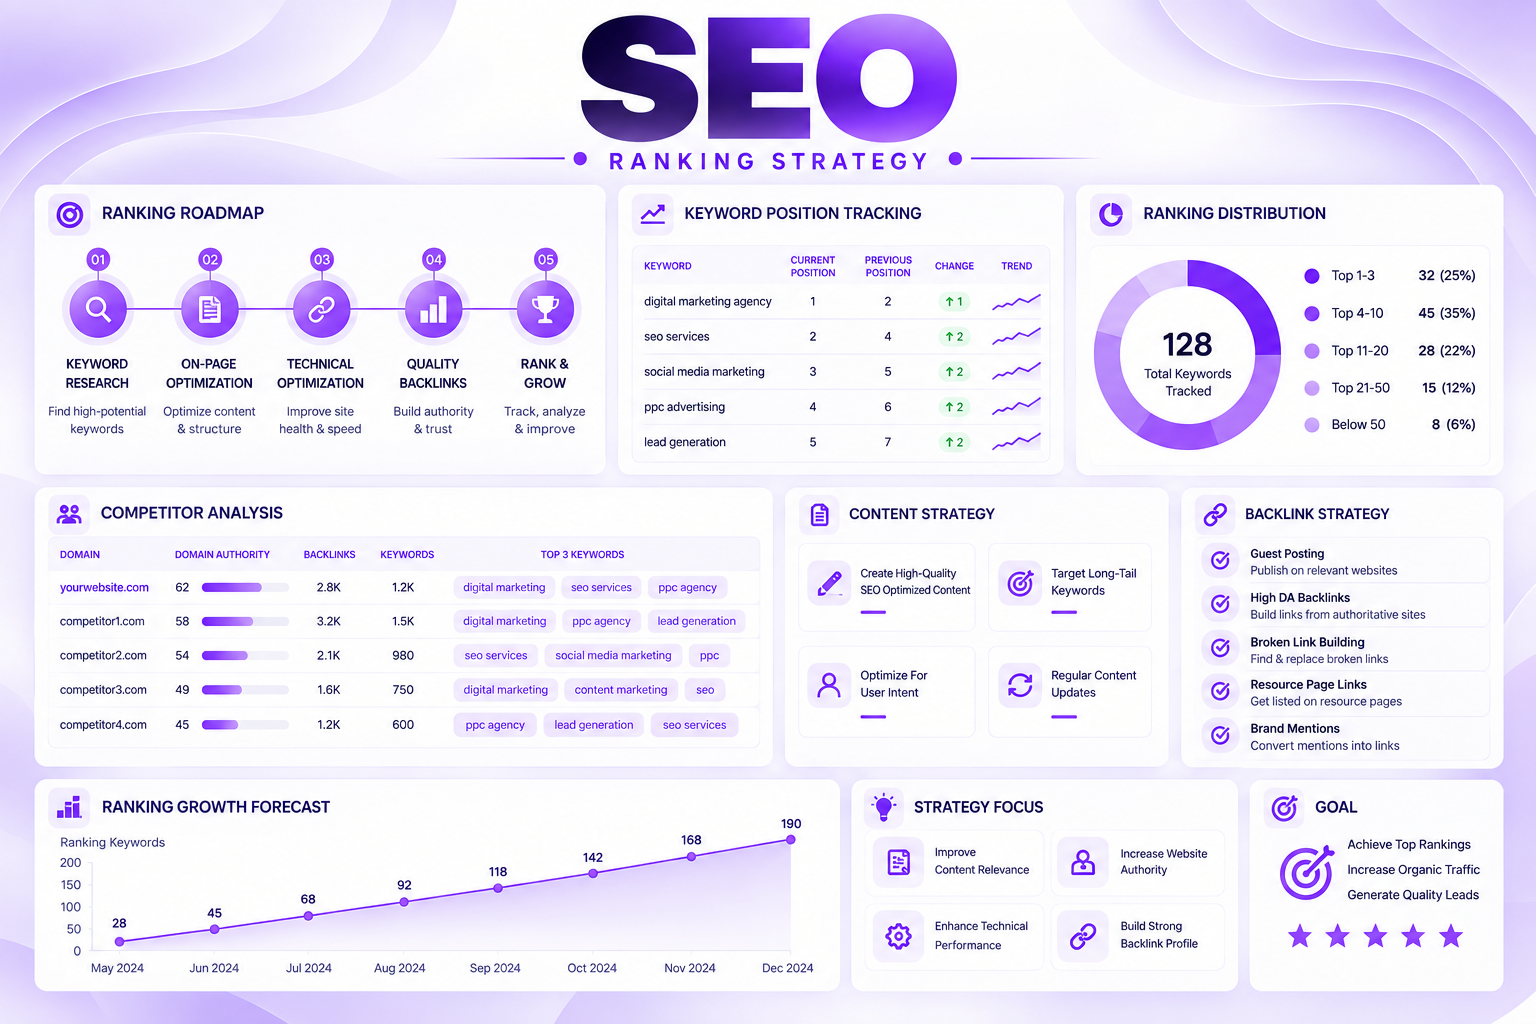 SEO
RANKING STRATEGY
RANKING ROADMAP
01 02 03 04 05
KEYWORD
RESEARCH
Find high-potential
keywords
ON-PAGE
OPTIMIZATION
Optimize content
& structure
TECHNICAL
OPTIMIZATION
Improve site
health & speed
QUALITY
BACKLINKS
Build authority
& trust
RANK &
GROW
Track, analyze
& improve
KEYWORD POSITION TRACKING
KEYWORD CURRENT POSITION PREVIOUS POSITION CHANGE TREND
digital marketing agency 1 2 ↑ 1
seo services 2 4 ↑ 2
social media marketing 3 5 ↑ 2
ppc advertising 4 6 ↑ 2
lead generation 5 7 ↑ 2
RANKING DISTRIBUTION
128
Total Keywords
Tracked
Top 1-3 32 (25%)
Top 4-10 45 (35%)
Top 11-20 28 (22%)
Top 21-50 15 (12%)
Below 50 8 (6%)
COMPETITOR ANALYSIS
DOMAIN DOMAIN AUTHORITY BACKLINKS KEYWORDS TOP 3 KEYWORDS
yourwebsite.com 62 2.8K 1.2K digital marketing seo services ppc agency
competitor1.com 58 3.2K 1.5K digital marketing ppc agency lead generation
competitor2.com 54 2.1K 980 seo services social media marketing ppc
competitor3.com 49 1.6K 750 digital marketing content marketing seo
competitor4.com 45 1.2K 600 ppc agency lead generation seo services
CONTENT STRATEGY
Create High-Quality
SEO Optimized Content
Target Long-Tail
Keywords
Optimize For
User Intent
Regular Content
Updates
BACKLINK STRATEGY
Guest Posting
Publish on relevant websites
High DA Backlinks
Build links from authoritative sites
Broken Link Building
Find & replace broken links
Resource Page Links
Get listed on resource pages
Brand Mentions
Convert mentions into links
RANKING GROWTH FORECAST
Ranking Keywords
200
150
100
50
0
28 45 68 92 118 142 168 190
May 2024 Jun 2024 Jul 2024 Aug 2024 Sep 2024 Oct 2024 Nov 2024 Dec 2024
STRATEGY FOCUS
Improve
Content Relevance
Increase Website
Authority
Enhance Technical
Performance
Build Strong
Backlink Profile
GOAL
Achieve Top Rankings
Increase Organic Traffic
Generate Quality Leads